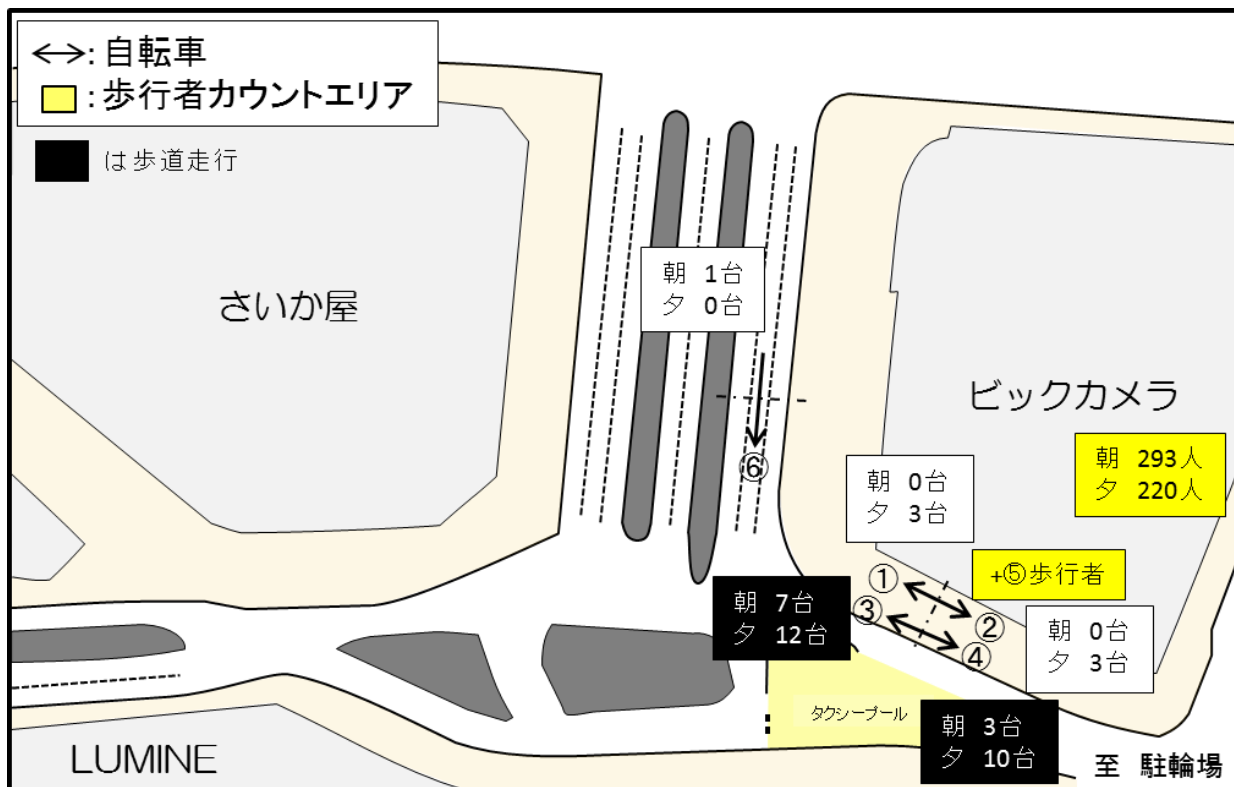 ↔: 自転車
: 歩行者カウントエリア
は歩道走行
さいか屋
朝 1台
夕 0台
ビックカメラ
⑥
朝 293人
夕 220人
朝 0台
夕 3台
+⑤歩行者
①
②
③
④
朝 7台
夕 12台
朝 0台
夕 3台
タクシープール
朝 3台
夕 10台
LUMINE
至 駐輪場